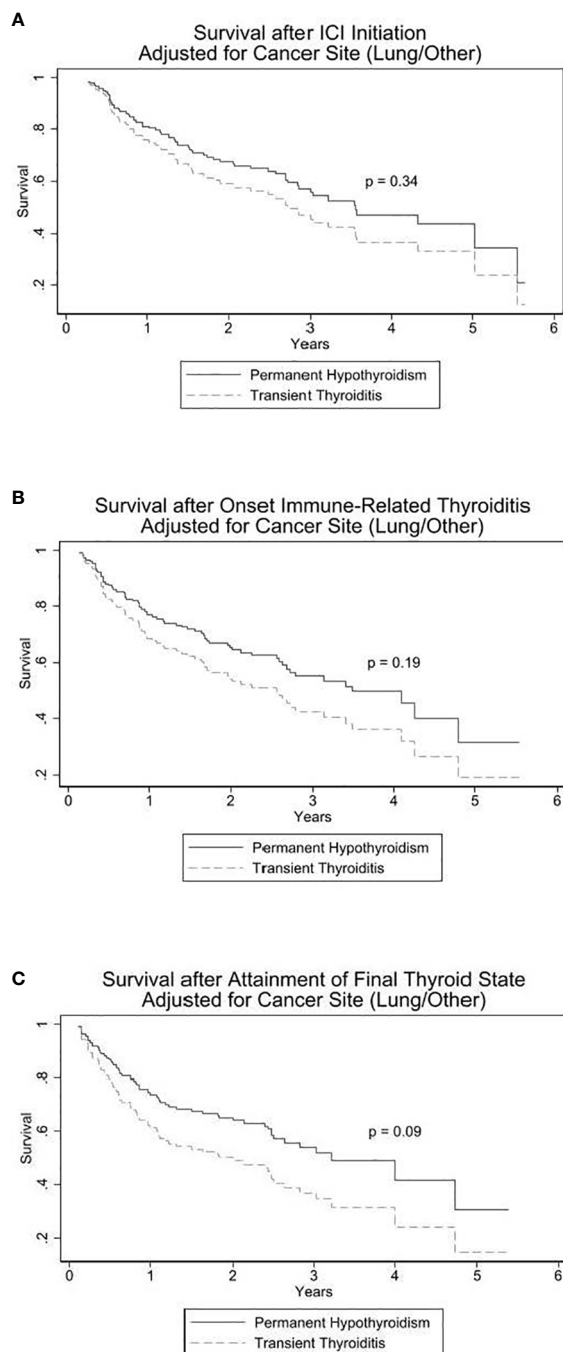 A
Survival after ICI Initiation
Adjusted for Cancer Site (Lung/Other)
1
.8
.6
.4
.2
Survival
p = 0.34
0 1 2 3 4 5 6
Years
Permanent Hypothyroidism
Transient Thyroiditis
B
Survival after Onset Immune-Related Thyroiditis
Adjusted for Cancer Site (Lung/Other)
1
.8
.6
.4
.2
Survival
p = 0.19
0 1 2 3 4 5 6
Years
Permanent Hypothyroidism
Transient Thyroiditis
C
Survival after Attainment of Final Thyroid State
Adjusted for Cancer Site (Lung/Other)
1
.8
.6
.4
.2
Survival
p = 0.09
0 1 2 3 4 5 6
Years
Permanent Hypothyroidism
Transient Thyroiditis